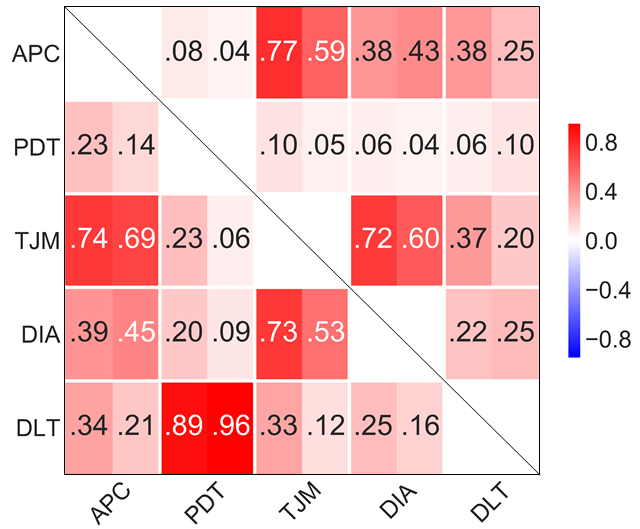 APC .08 .04 .77 .59 .38 .43 .38 .25
PDT .23 .14 .10 .05 .06 .04 .06 .10
TJM .74 .69 .23 .06 .72 .60 .37 .20
DIA .39 .45 .20 .09 .73 .53 .22 .25
DLT .34 .21 .89 .96 .33 .12 .25 .16
APC PDT TJM DIA DLT
0.8
0.4
0.0
−0.4
−0.8